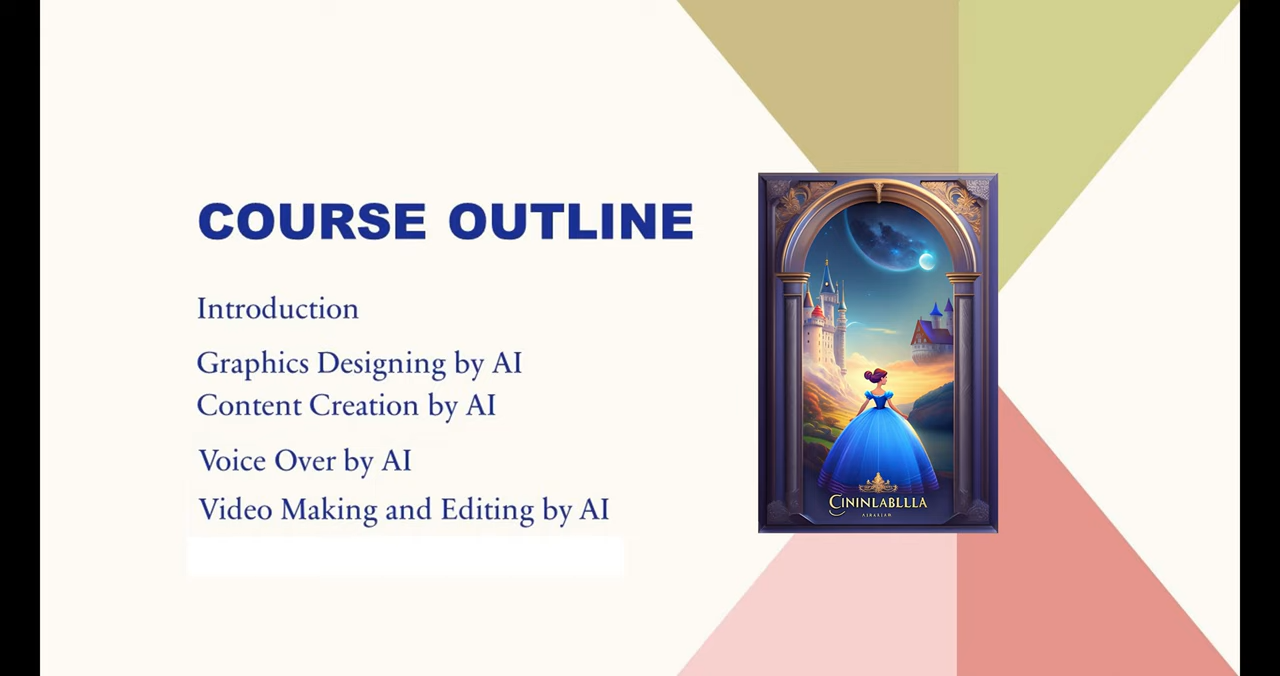 COURSE OUTLINE
Introduction
Graphics Designing by AI
Content Creation by AI
Voice Over by AI
Video Making and Editing by AI
CININLABLLLA